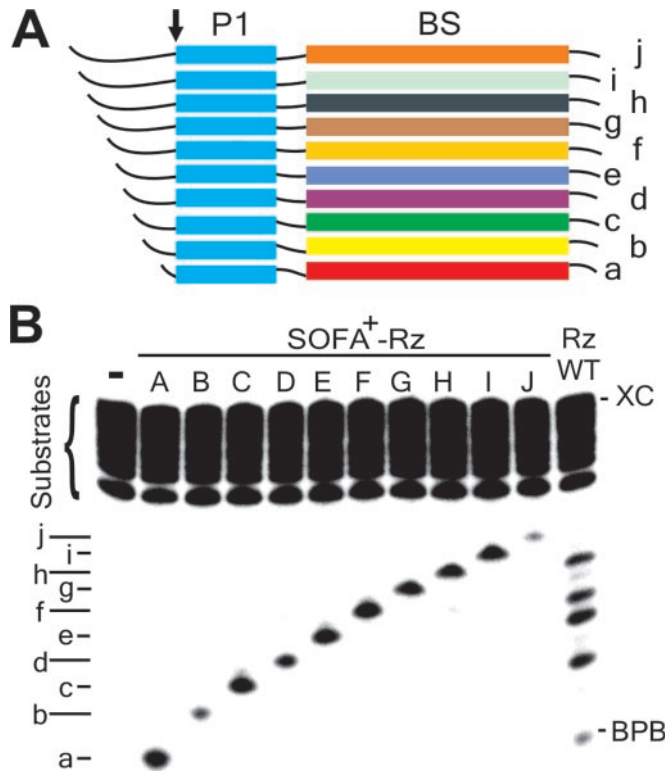 A
P1 BS
j
i
h
g
f
e
d
c
b
a
B
SOFA+-Rz Rz
- A B C D E F G H I J WT
- XC
Substrates
j
i
h
g
f
e
d
c
b
- BPB
a